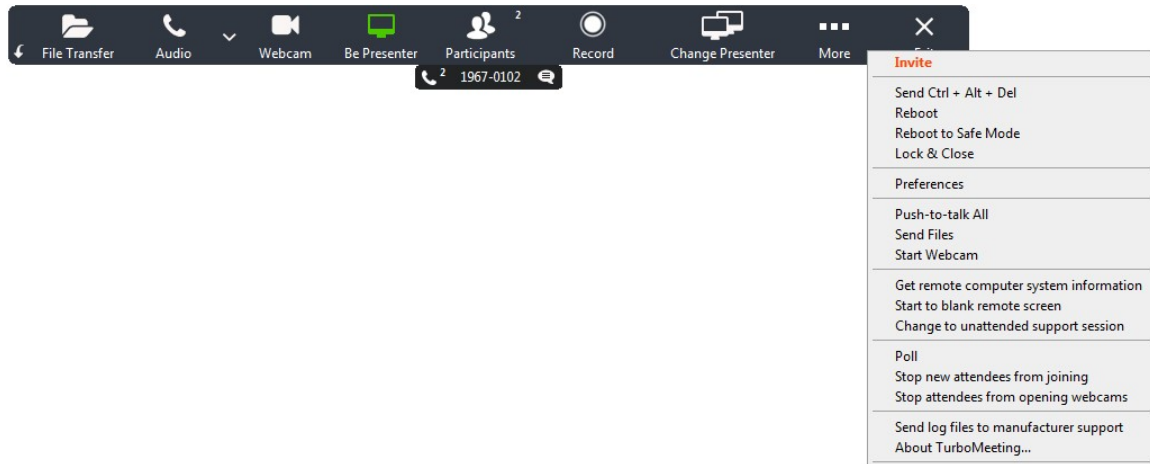 2
File Transfer Audio Webcam Be Presenter Participants Record Change Presenter More
2 1967-0102
Invite
Send Ctrl + Alt + Del
Reboot
Reboot to Safe Mode
Lock & Close
Preferences
Push-to-talk All
Send Files
Start Webcam
Get remote computer system information
Start to blank remote screen
Change to unattended support session
Poll
Stop new attendees from joining
Stop attendees from opening webcams
Send log files to manufacturer support
About TurboMeeting...